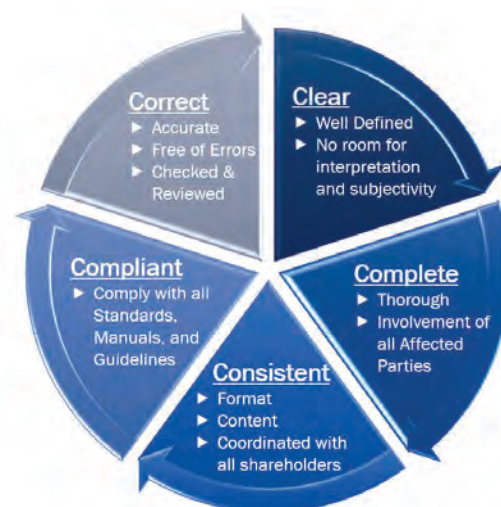 Correct
► Accurate
► Free of Errors
► Checked &
Reviewed
Clear
► Well Defined
► No room for
interpretation
and subjectivity
Complete
► Thorough
► Involvement of
all Affected
Parties
Consistent
► Format
► Content
► Coordinated with
all shareholders
Compliant
► Comply with all
Standards,
Manuals, and
Guidelines